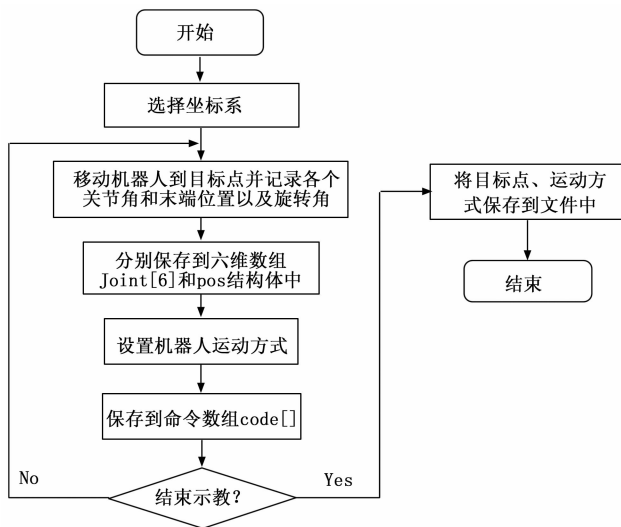 开始
选择坐标系
移动机器人到目标点并记录各个
关节角和末端位置以及旋转角
分别保存到六维数组
Joint[6]和pos结构体中
设置机器人运动方式
保存到命令数组code[]
结束示教?
No
Yes
将目标点、运动方
式保存到文件中
结束